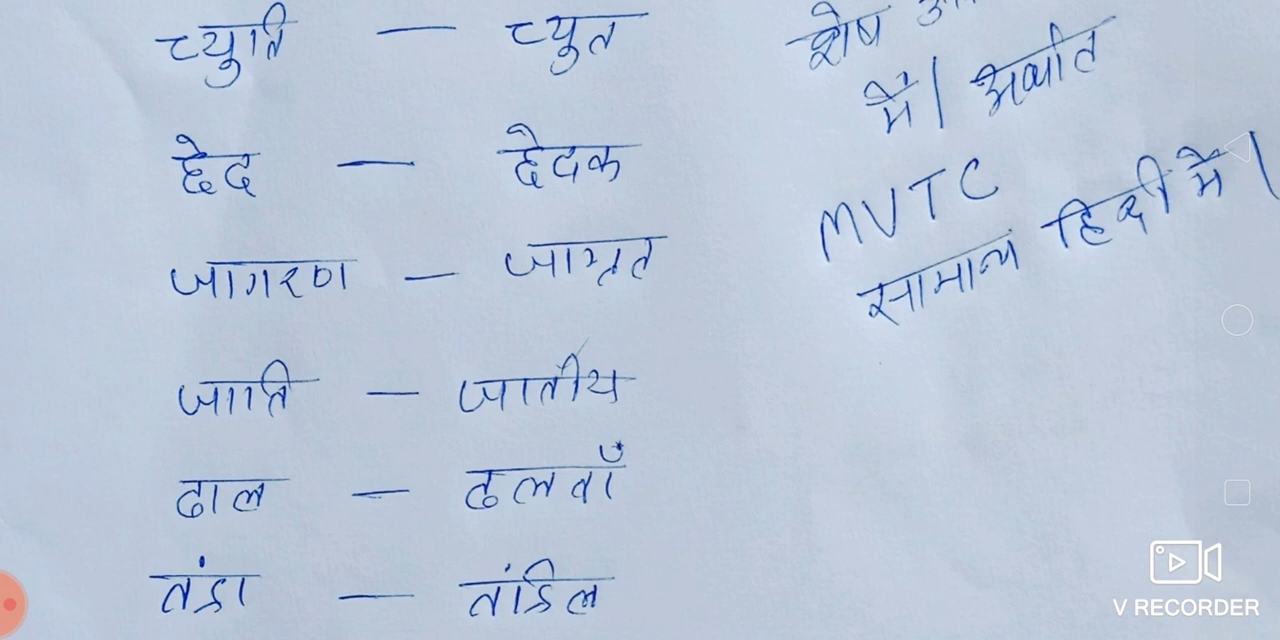 च्युति — च्युत
छेद — छेदक
जागरण — जाग्रत
जाति — जातीय
ढाल — ढलवाँ
तंद्रा — तंद्रिल
शेष
में। अर्थात
MVTC
सामान्य हिन्दी में।
V RECORDER